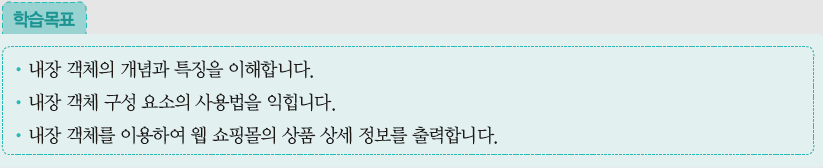 학습목표
• 내장 객체의 개념과 특징을 이해합니다.
• 내장 객체 구성 요소의 사용법을 익힙니다.
• 내장 객체를 이용하여 웹 쇼핑몰의 상품 상세 정보를 출력합니다.